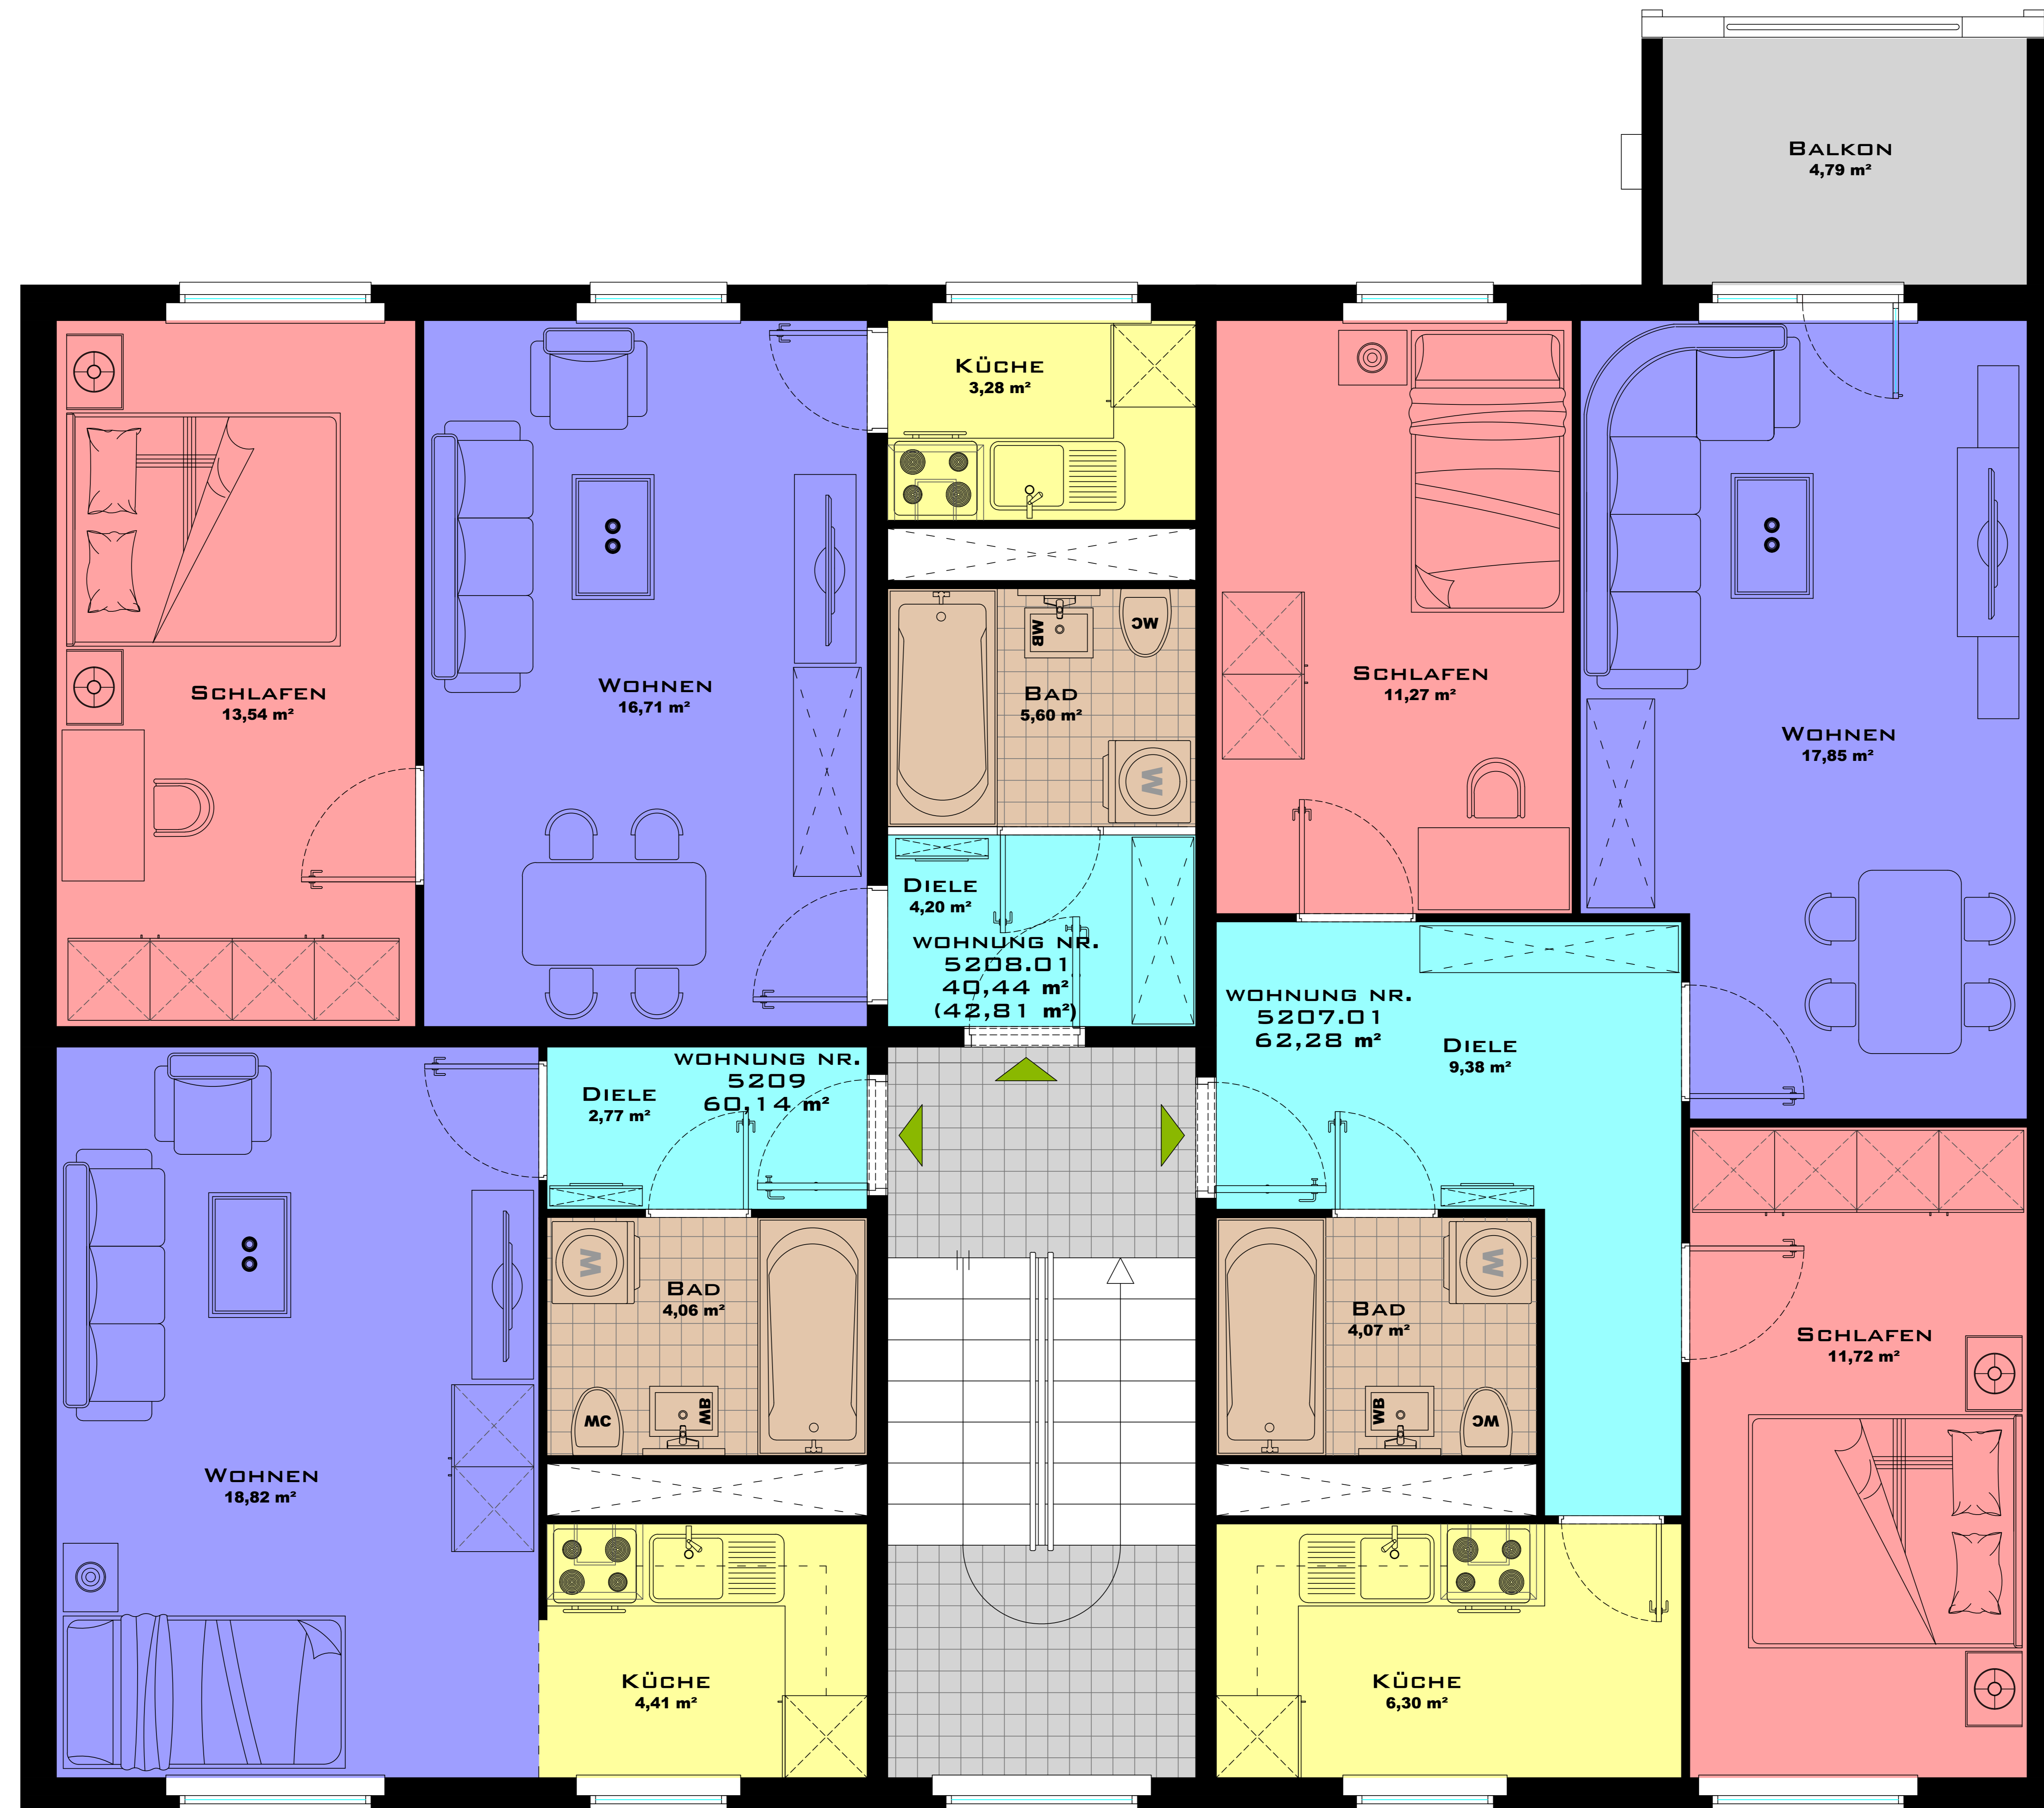 BALKON
4,79 m²
KÜCHE
3,28 m²
SCHLAFEN
13,54 m²
WOHNEN
16,71 m²
WB
WC
BAD
5,60 m²
W
SCHLAFEN
11,27 m²
WOHNEN
17,85 m²
DIELE
4,20 m²
WOHNUNG NR.
5208.01
40,44 m²
(42,81 m²)
WOHNUNG NR.
5207.01
62,28 m²
DIELE
9,38 m²
DIELE
2,77 m²
WOHNUNG NR.
5209
60,14 m²
W
BAD
4,06 m²
WC
WB
W
BAD
4,07 m²
WB
WC
SCHLAFEN
11,72 m²
WOHNEN
18,82 m²
KÜCHE
4,41 m²
KÜCHE
6,30 m²